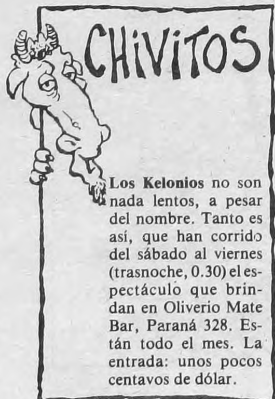 CHiViTOS
Los Kelonios no son
nada lentos, a pesar
del nombre. Tanto es
así, que han corrido
del sábado al viernes
(trasnoche, 0.30) el es-
pectáculo que brin-
dan en Oliverio Mate
Bar, Paraná 328. Es-
tán todo el mes. La
entrada: unos pocos
centavos de dólar.